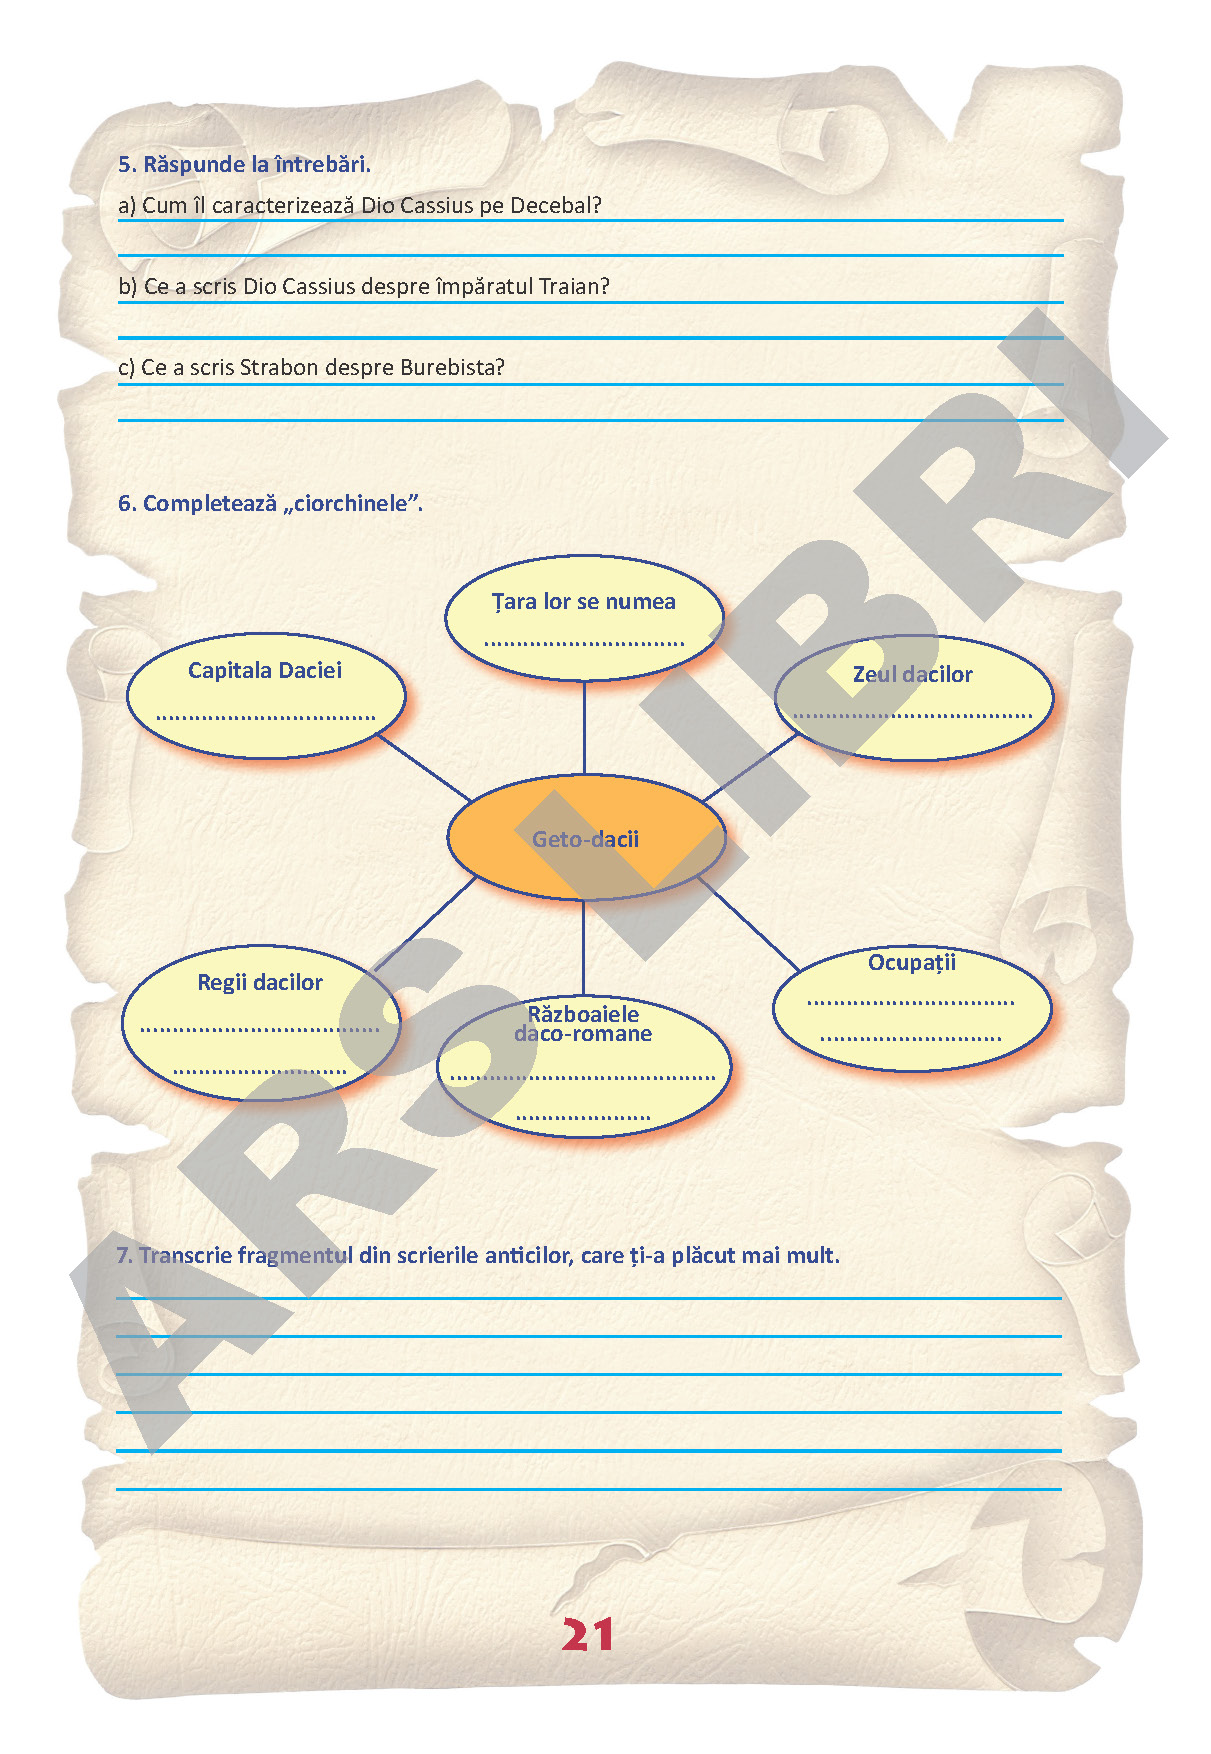 5. Răspunde la întrebări.
a) Cum îl caracterizează Dio Cassius pe Decebal?
b) Ce a scris Dio Cassius despre împăratul Traian?
c) Ce a scris Strabon despre Burebista?
6. Completează „ciorchinele”.
Țara lor se numea
...............................
Capitala Daciei
..................................
Zeul dacilor
.....................................
Geto-dacii
Regii dacilor
.....................................
...........................
Războaiele
daco-romane
.........................................
.....................
Ocupații
................................
............................
7. Transcrie fragmentul din scrierile anticilor, care ți-a plăcut mai mult.
21
ARS LIBRI